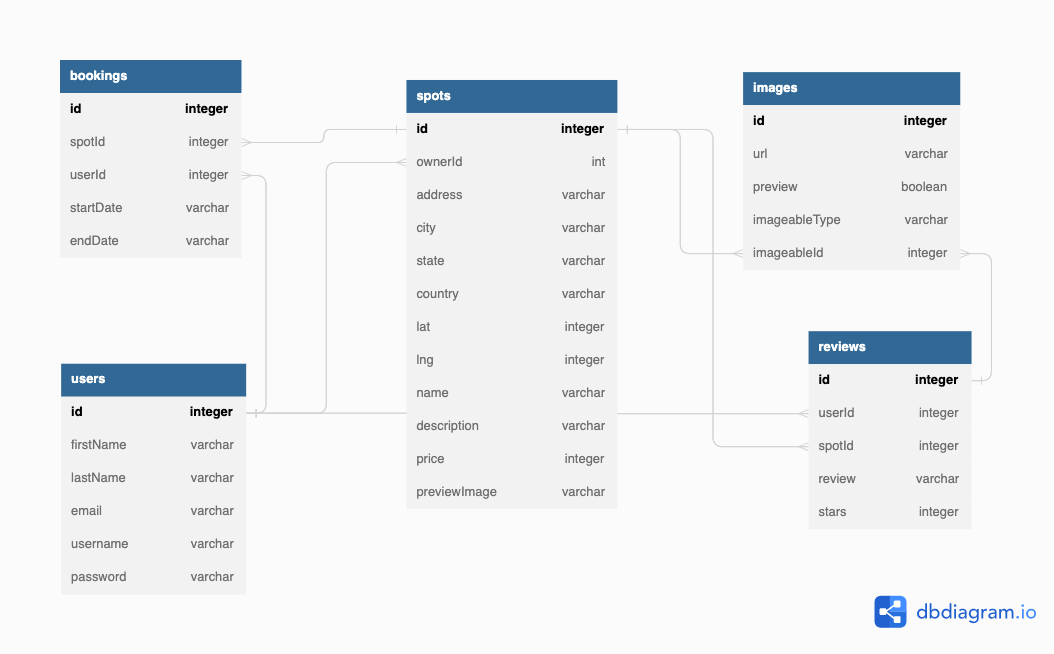 bookings
id integer
spotId integer
userId integer
startDate varchar
endDate varchar
spots
id integer
ownerId int
address varchar
city varchar
state varchar
country varchar
lat integer
lng integer
name varchar
description varchar
price integer
previewImage varchar
images
id integer
url varchar
preview boolean
imageableType varchar
imageableId integer
users
id integer
firstName varchar
lastName varchar
email varchar
username varchar
password varchar
reviews
id integer
userId integer
spotId integer
review varchar
stars integer
dbdiagram.io